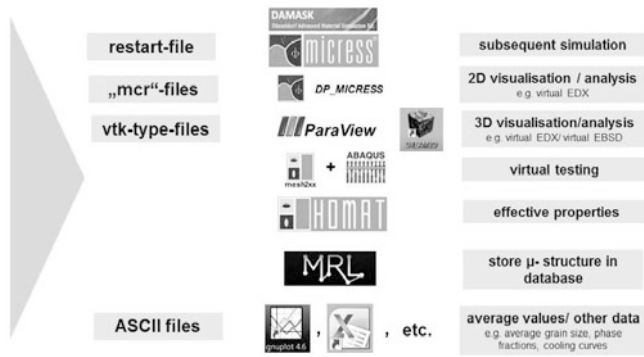 DAMASK
restart-file
micress
subsequent simulation
„mcr“-files
DP_MICRESS
2D visualisation / analysis
e.g. virtual EDX
vtk-type-files
ParaView
3D visualisation/analysis
e.g. virtual EDX/ virtual EBSD
mesh2xx
+
ABAQUS
virtual testing
HOMAT
effective properties
MRL
store µ- structure in
database
ASCII files
gnuplot 4.6
,
X
, etc.
average values/ other data
e.g. average grain size, phase
fractions, cooling curves